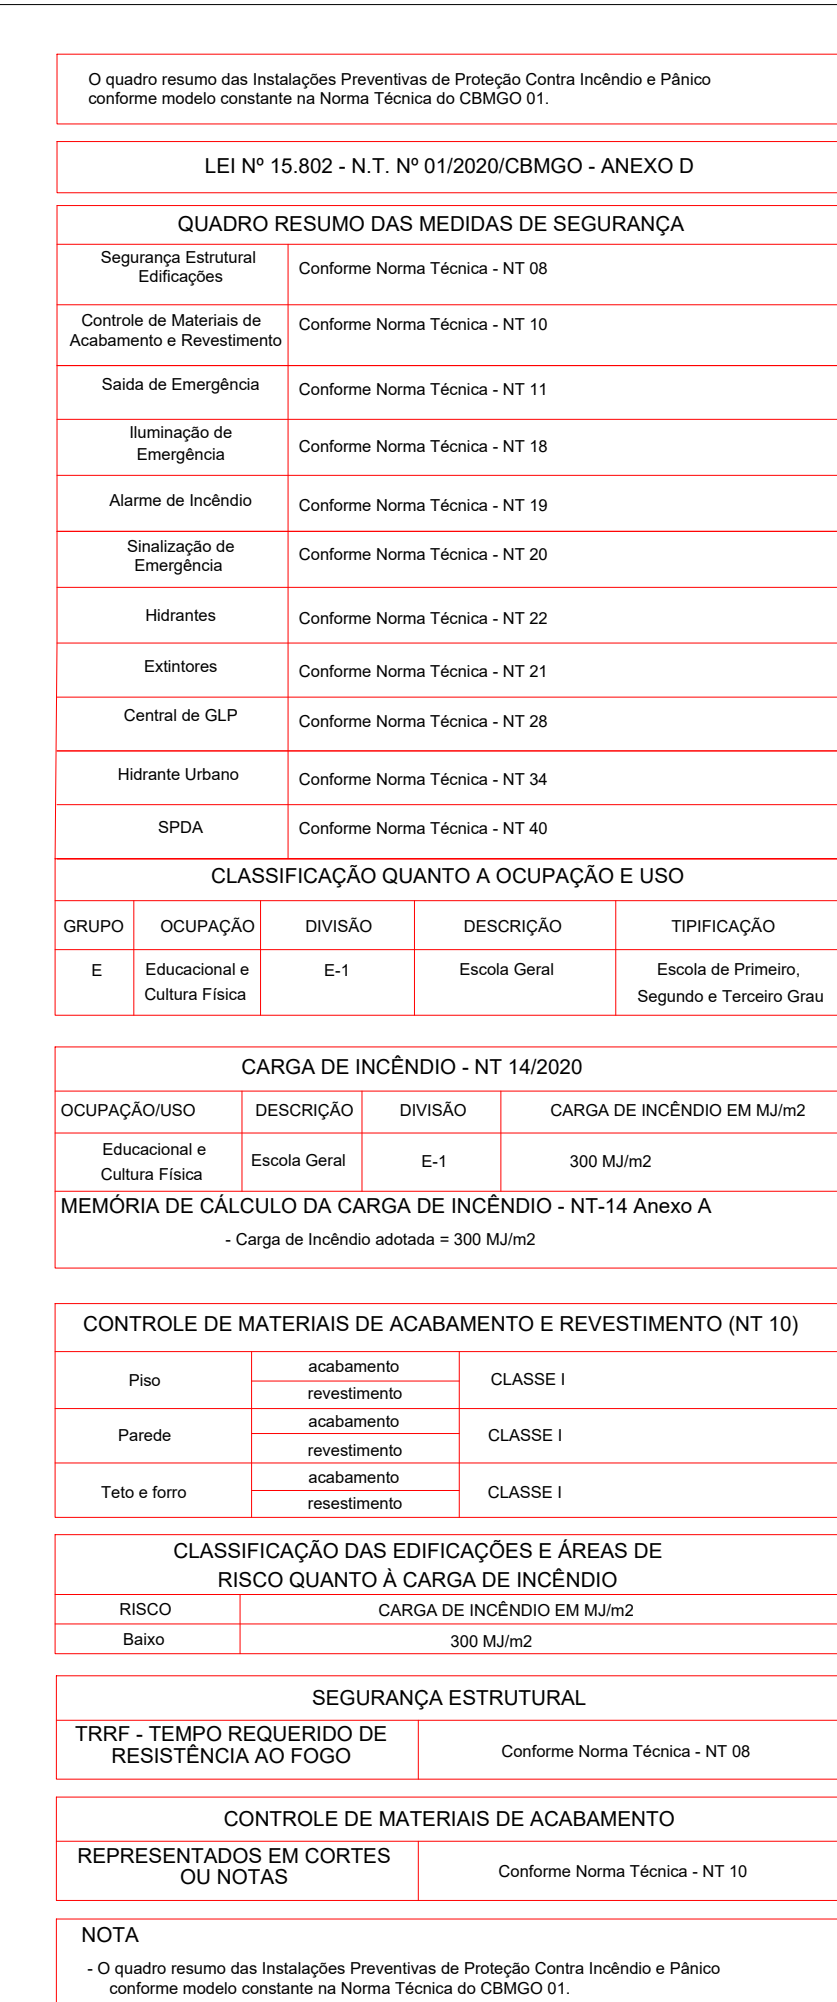 O quadro resumo das Instalações Preventivas de Proteção Contra Incêndio e Pânico
conforme modelo constante na Norma Técnica do CBMGO 01.
LEI Nº 15.802 - N.T. Nº 01/2020/CBMGO - ANEXO D
QUADRO RESUMO DAS MEDIDAS DE SEGURANÇA
Segurança Estrutural
Edificações
Conforme Norma Técnica - NT 08
Controle de Materiais de
Acabamento e Revestimento
Conforme Norma Técnica - NT 10
Saida de Emergência
Conforme Norma Técnica - NT 11
Iluminação de
Emergência
Conforme Norma Técnica - NT 18
Alarme de Incêndio
Conforme Norma Técnica - NT 19
Sinalização de
Emergência
Conforme Norma Técnica - NT 20
Hidrantes
Conforme Norma Técnica - NT 22
Extintores
Conforme Norma Técnica - NT 21
Central de GLP
Conforme Norma Técnica - NT 28
Hidrante Urbano
Conforme Norma Técnica - NT 34
SPDA
Conforme Norma Técnica - NT 40
CLASSIFICAÇÃO QUANTO A OCUPAÇÃO E USO
GRUPO OCUPAÇÃO DIVISÃO DESCRIÇÃO TIPIFICAÇÃO
E Educacional e E-1 Escola Geral Escola de Primeiro,
Cultura Física Segundo e Terceiro Grau
CARGA DE INCÊNDIO - NT 14/2020
OCUPAÇÃO/USO DESCRIÇÃO DIVISÃO CARGA DE INCÊNDIO EM MJ/m2
Educacional e
Cultura Física
Escola Geral E-1 300 MJ/m2
MEMÓRIA DE CÁLCULO DA CARGA DE INCÊNDIO - NT-14 Anexo A
- Carga de Incêndio adotada = 300 MJ/m2
CONTROLE DE MATERIAIS DE ACABAMENTO E REVESTIMENTO (NT 10)
Piso
acabamento
revestimento
CLASSE I
Parede
acabamento
revestimento
CLASSE I
Teto e forro
acabamento
resestimento
CLASSE I
CLASSIFICAÇÃO DAS EDIFICAÇÕES E ÁREAS DE
RISCO QUANTO À CARGA DE INCÊNDIO
RISCO CARGA DE INCÊNDIO EM MJ/m2
Baixo 300 MJ/m2
SEGURANÇA ESTRUTURAL
TRRF - TEMPO REQUERIDO DE
RESISTÊNCIA AO FOGO
Conforme Norma Técnica - NT 08
CONTROLE DE MATERIAIS DE ACABAMENTO
REPRESENTADOS EM CORTES
OU NOTAS
Conforme Norma Técnica - NT 10
NOTA
- O quadro resumo das Instalações Preventivas de Proteção Contra Incêndio e Pânico
conforme modelo constante na Norma Técnica do CBMGO 01.